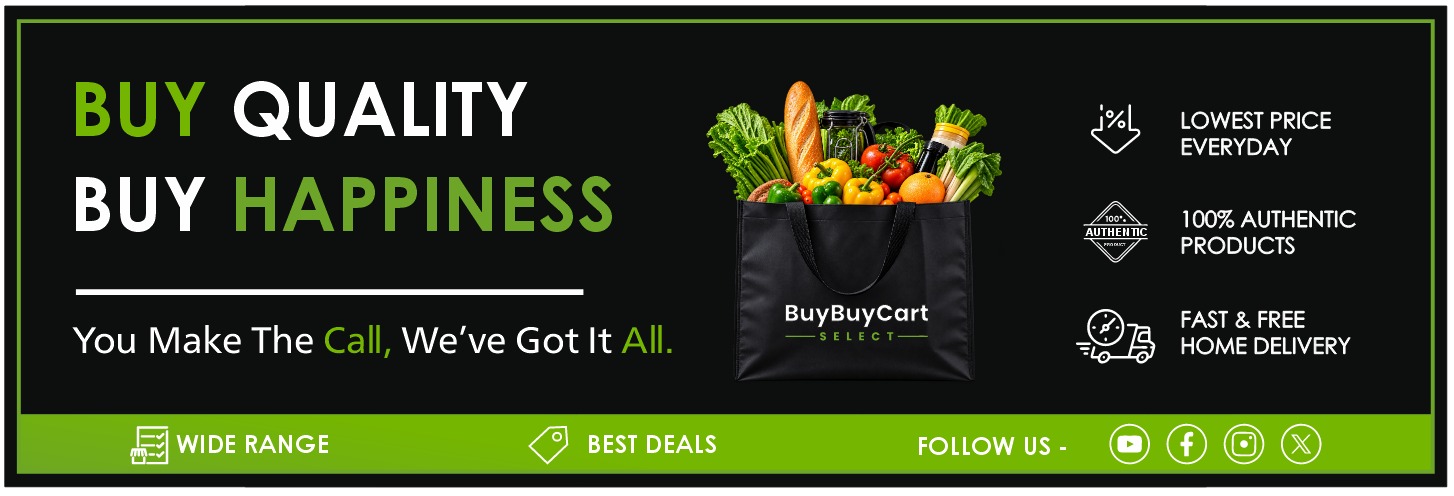 BUY QUALITY
BUY HAPPINESS
You Make The Call, We've Got It All.
BuyBuyCart
SELECT
%
LOWEST PRICE
EVERYDAY
100%
AUTHENTIC
PRODUCT
100% AUTHENTIC
PRODUCTS
FAST & FREE
HOME DELIVERY
WIDE RANGE
BEST DEALS
FOLLOW US -